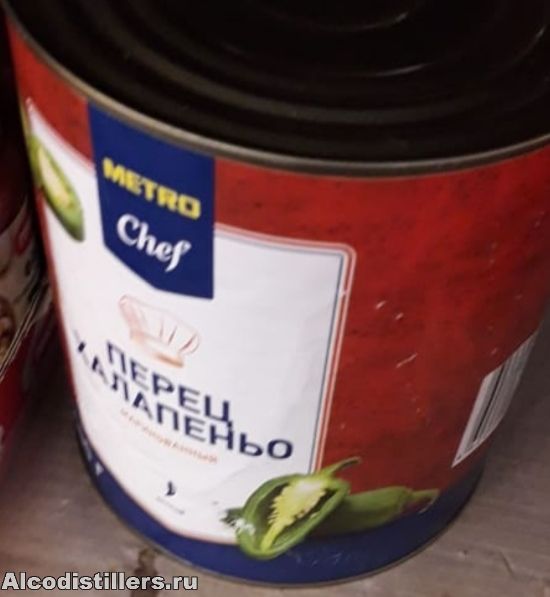 METRO
Chef
ПЕРЕЦ
ХАЛАПЕНЬО
МАРИНОВАННЫЙ
Alcodistillers.ru